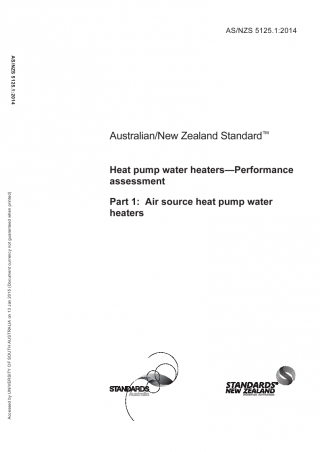 AS/NZS 5125.1:2014
AS/NZS 5125.1:2014
Australian/New Zealand Standard™
Heat pump water heaters—Performance
assessment
Part 1: Air source heat pump water
heaters
Accessed by UNIVERSITY OF SOUTH AUSTRALIA on 13 Jan 2015 (Document currency not guaranteed when printed)
STANDARDS
Australia
STANDARDS
NEW ZEALAND